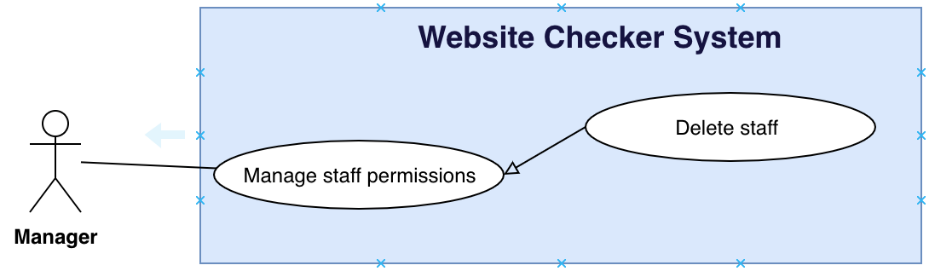 Website Checker System
Delete staff
Manage staff permissions
Manager